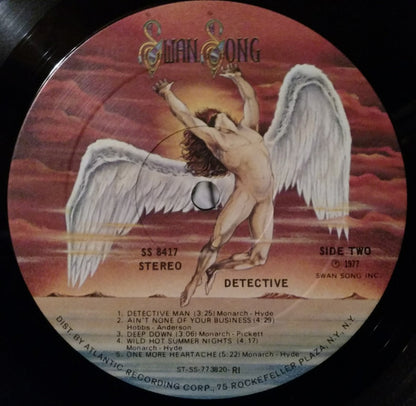 SWAN SONG
SS 8417
STEREO
SIDE TWO
℗ 1977
SWAN SONG INC.
DETECTIVE
1. DETECTIVE MAN (3:25) Monarch - Hyde
2. AIN'T NONE OF YOUR BUSINESS (4:29)
Hobbs - Anderson
3. DEEP DOWN (3:06) Monarch - Pickett
4. WILD HOT SUMMER NIGHTS (4:17)
Monarch - Hyde
5. ONE MORE HEARTACHE (5:22) Monarch - Hyde
ST-SS-773820- RI
DIST. BY ATLANTIC RECORDING CORP., 75 ROCKEFELLER PLAZA, NY, NY